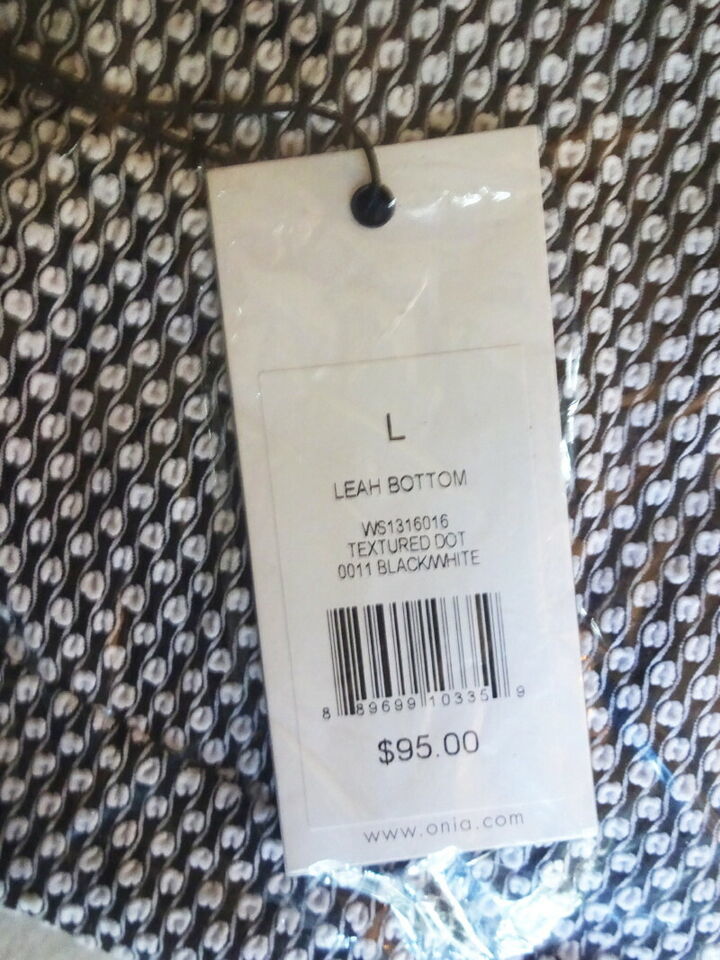 L
LEAH BOTTOM
WS1316016
TEXTURED DOT
0011 BLACK/WHITE
8 89699 10335 9
$95.00
www.onia.com